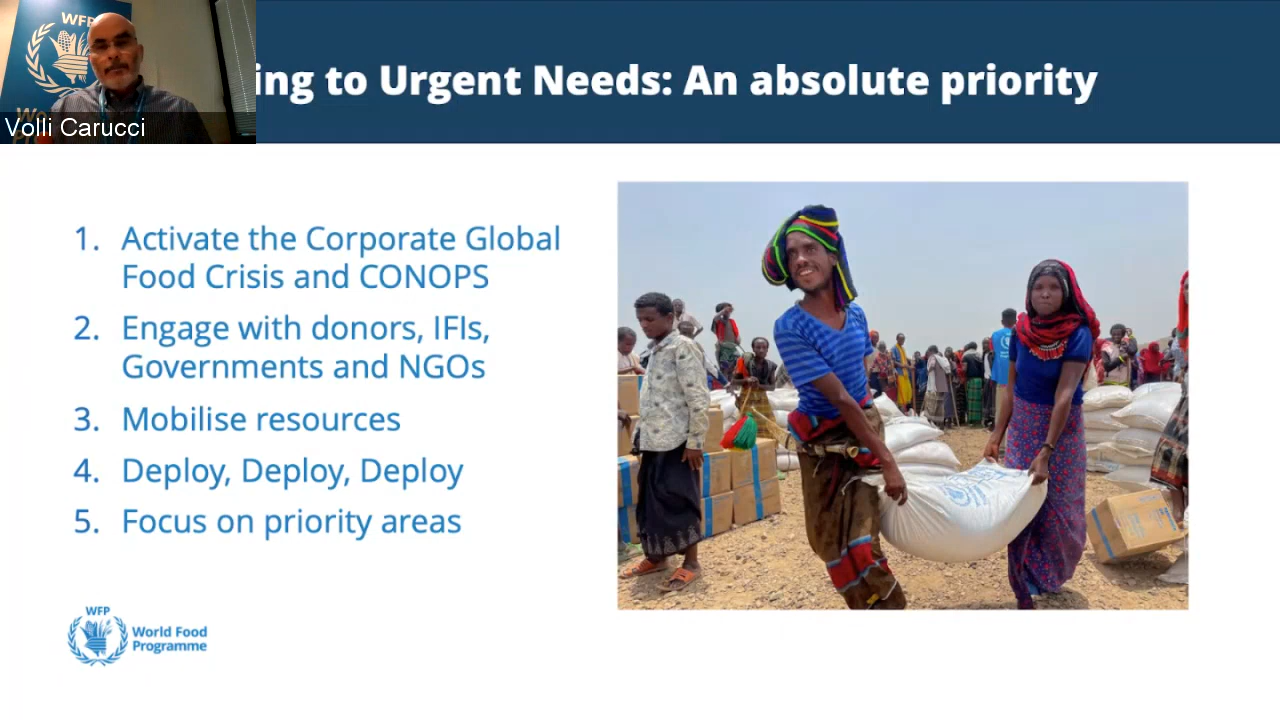 WFP
Volli Carucci
ing to Urgent Needs: An absolute priority
1. Activate the Corporate Global
Food Crisis and CONOPS
2. Engage with donors, IFIs,
Governments and NGOs
3. Mobilise resources
4. Deploy, Deploy, Deploy
5. Focus on priority areas
WFP
World Food
Programme